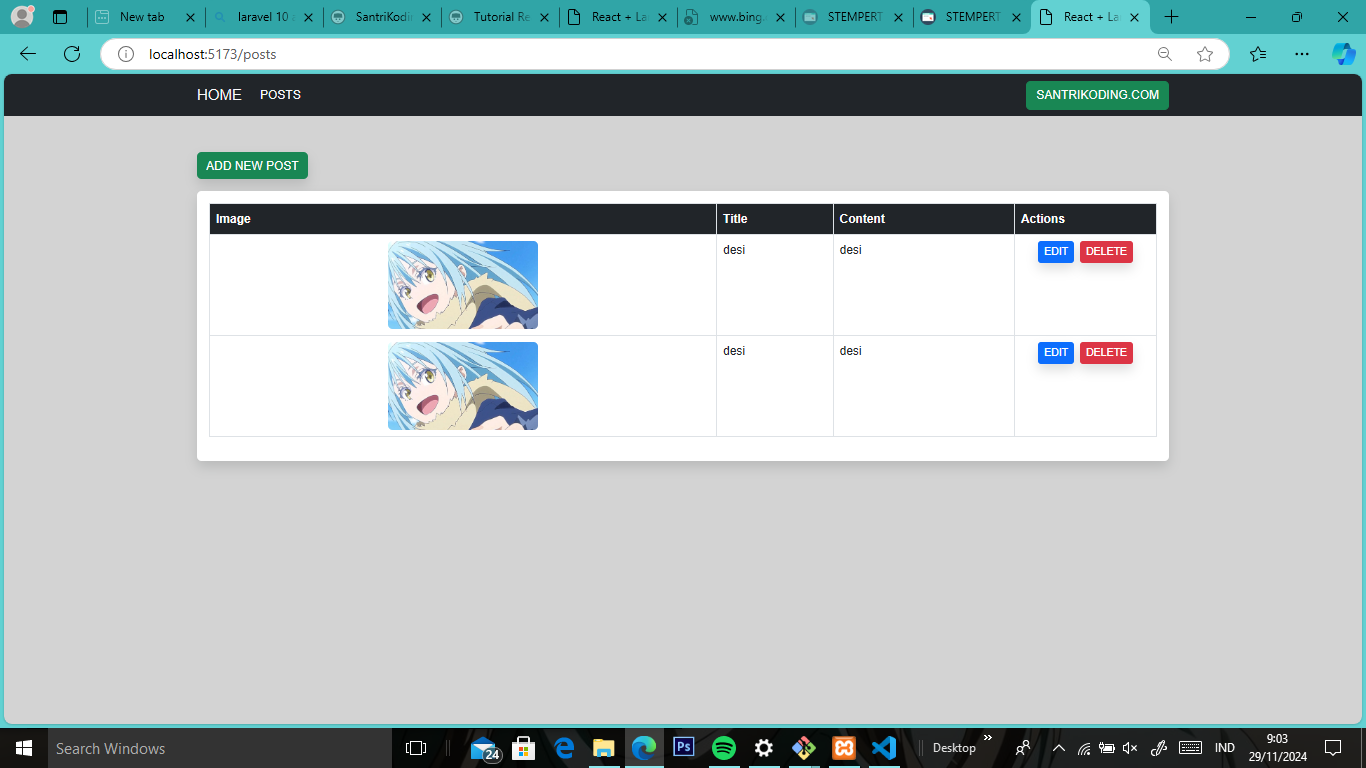 New tab
laravel 10 a
SantriKodin
Tutorial Re
React + La
www.bing.
STEMPERT
STEMPERT
React + La
localhost:5173/posts
HOME
POSTS
SANTRIKODING.COM
ADD NEW POST
Image Title Content Actions
desi desi EDIT DELETE
desi desi EDIT DELETE
Search Windows
24
Ps
Desktop
IND
9:03
29/11/2024